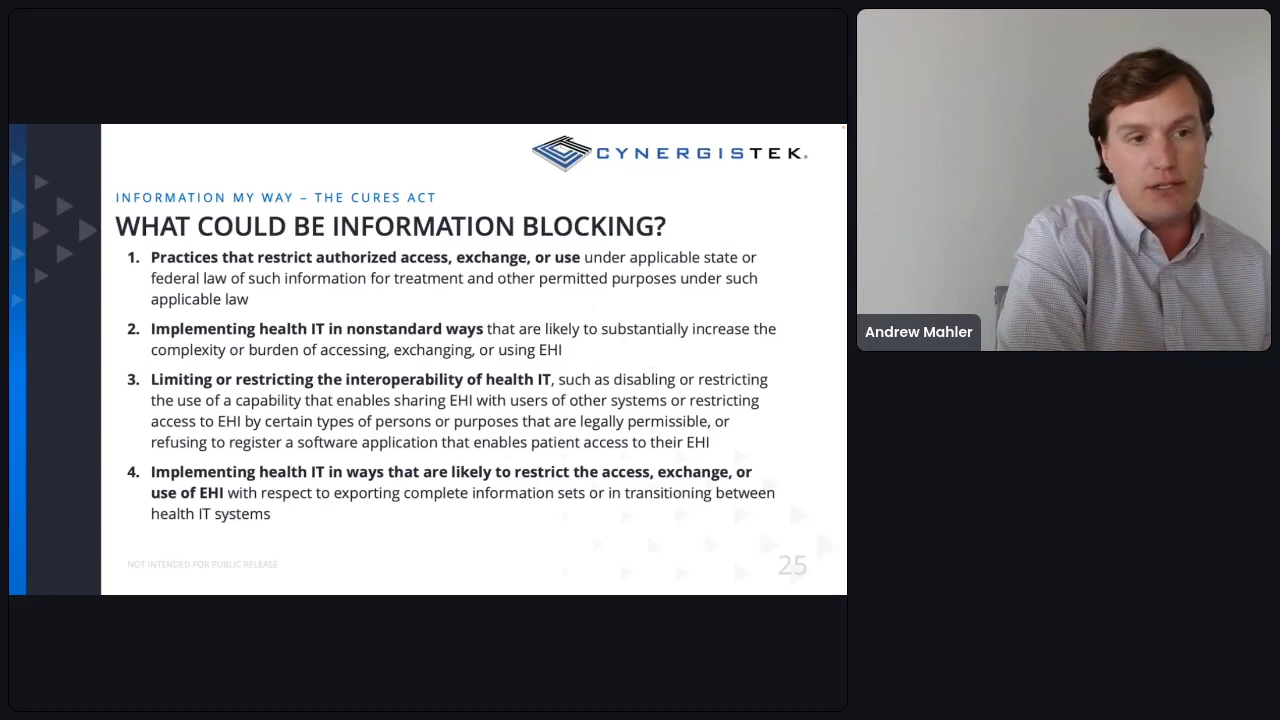 CYNERGISTEK.
INFORMATION MY WAY – THE CURES ACT
WHAT COULD BE INFORMATION BLOCKING?
1. Practices that restrict authorized access, exchange, or use under applicable state or
federal law of such information for treatment and other permitted purposes under such
applicable law
2. Implementing health IT in nonstandard ways that are likely to substantially increase the
complexity or burden of accessing, exchanging, or using EHI
3. Limiting or restricting the interoperability of health IT, such as disabling or restricting
the use of a capability that enables sharing EHI with users of other systems or restricting
access to EHI by certain types of persons or purposes that are legally permissible, or
refusing to register a software application that enables patient access to their EHI
4. Implementing health IT in ways that are likely to restrict the access, exchange, or
use of EHI with respect to exporting complete information sets or in transitioning between
health IT systems
NOT INTENDED FOR PUBLIC RELEASE
25
Andrew Mahler